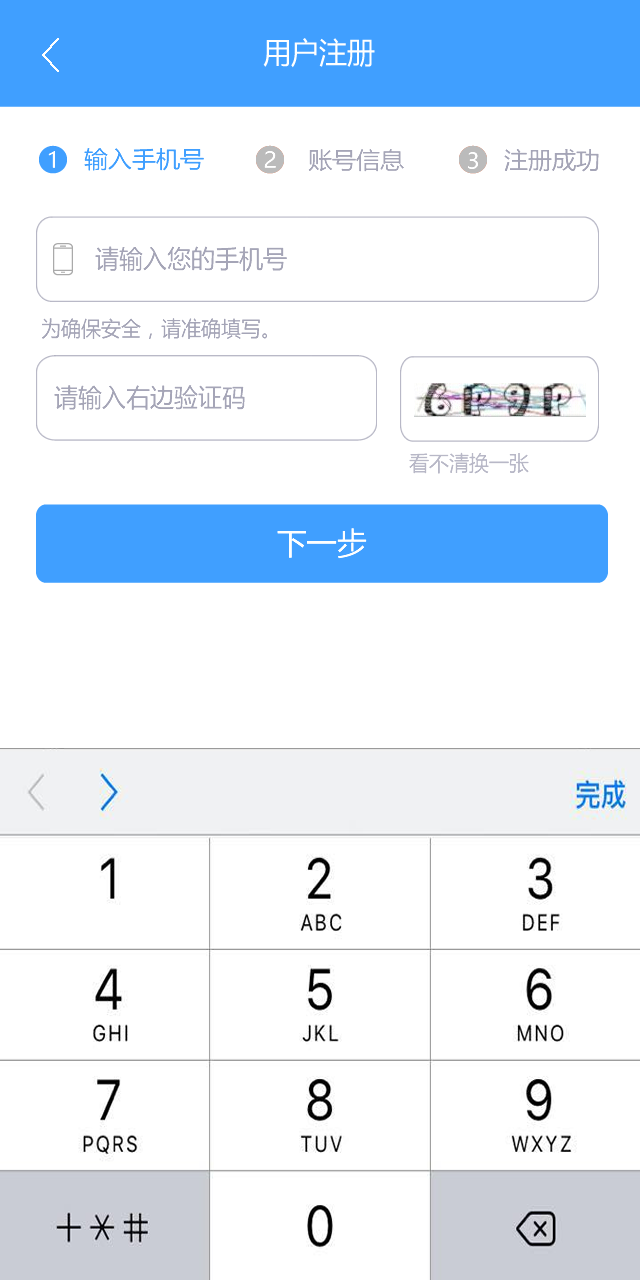 用户注册
1 输入手机号 2 账号信息 3 注册成功
请输入您的手机号
为确保安全，请准确填写。
请输入右边验证码 6P9P
看不清换一张
下一步
完成
1 2 3
ABC DEF
4 5 6
GHI JKL MNO
7 8 9
PQRS TUV WXYZ
+*# 0